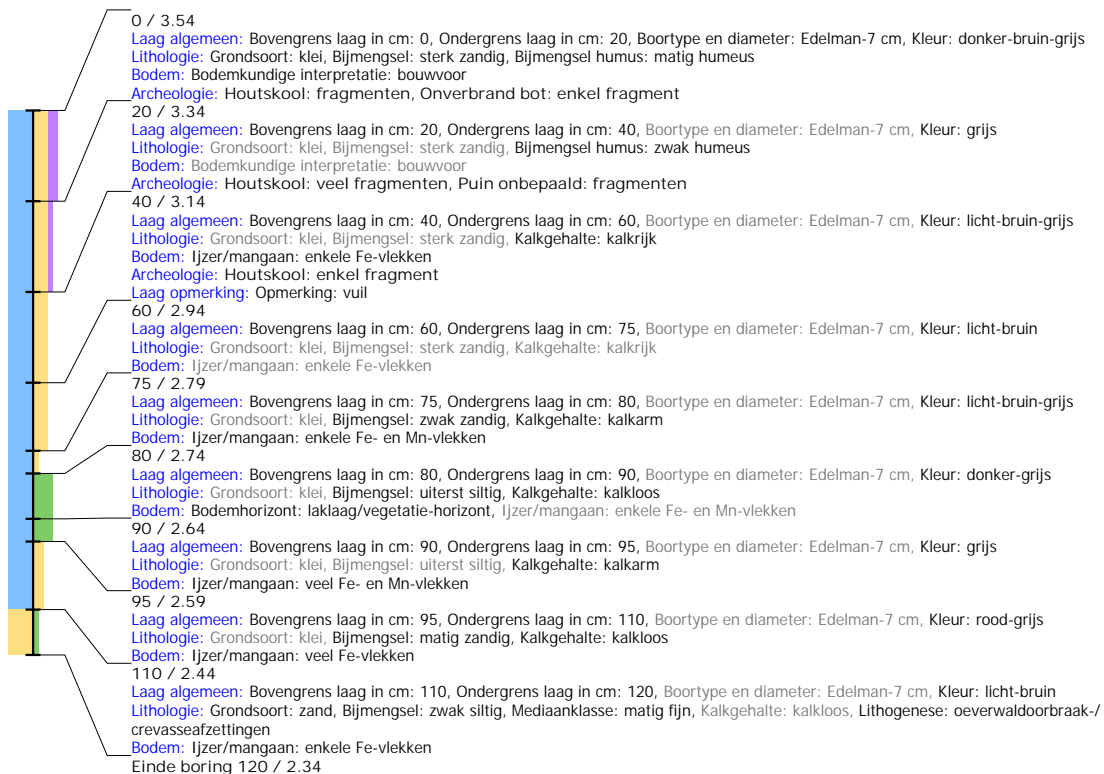 0 / 3.54
Laag algemeen: Bovengrens laag in cm: 0, Ondergrens laag in cm: 20, Boortype en diameter: Edelman-7 cm, Kleur: donker-bruin-grijs
Lithologie: Grondsoort: klei, Bijmengsel: sterk zandig, Bijmengsel humus: matig humeus
Bodem: Bodemkundige interpretatie: bouwvoor
Archeologie: Houtskool: fragmenten, Onverbrand bot: enkel fragment
20 / 3.34
Laag algemeen: Bovengrens laag in cm: 20, Ondergrens laag in cm: 40, Boortype en diameter: Edelman-7 cm, Kleur: grijs
Lithologie: Grondsoort: klei, Bijmengsel: sterk zandig, Bijmengsel humus: zwak humeus
Bodem: Bodemkundige interpretatie: bouwvoor
Archeologie: Houtskool: veel fragmenten, Puin onbepaald: fragmenten
40 / 3.14
Laag algemeen: Bovengrens laag in cm: 40, Ondergrens laag in cm: 60, Boortype en diameter: Edelman-7 cm, Kleur: licht-bruin-grijs
Lithologie: Grondsoort: klei, Bijmengsel: sterk zandig, Kalkgehalte: kalkrijk
Bodem: Ijzer/mangaan: enkele Fe-vlekken
Archeologie: Houtskool: enkel fragment
Laag opmerking: Opmerking: vuil
60 / 2.94
Laag algemeen: Bovengrens laag in cm: 60, Ondergrens laag in cm: 75, Boortype en diameter: Edelman-7 cm, Kleur: licht-bruin
Lithologie: Grondsoort: klei, Bijmengsel: sterk zandig, Kalkgehalte: kalkrijk
Bodem: Ijzer/mangaan: enkele Fe-vlekken
75 / 2.79
Laag algemeen: Bovengrens laag in cm: 75, Ondergrens laag in cm: 80, Boortype en diameter: Edelman-7 cm, Kleur: licht-bruin-grijs
Lithologie: Grondsoort: klei, Bijmengsel: zwak zandig, Kalkgehalte: kalkarm
Bodem: Ijzer/mangaan: enkele Fe- en Mn-vlekken
80 / 2.74
Laag algemeen: Bovengrens laag in cm: 80, Ondergrens laag in cm: 90, Boortype en diameter: Edelman-7 cm, Kleur: donker-grijs
Lithologie: Grondsoort: klei, Bijmengsel: uiterst siltig, Kalkgehalte: kalkloos
Bodem: Bodemhorizont: laklaag/vegetatie-horizont, Ijzer/mangaan: enkele Fe- en Mn-vlekken
90 / 2.64
Laag algemeen: Bovengrens laag in cm: 90, Ondergrens laag in cm: 95, Boortype en diameter: Edelman-7 cm, Kleur: grijs
Lithologie: Grondsoort: klei, Bijmengsel: uiterst siltig, Kalkgehalte: kalkarm
Bodem: Ijzer/mangaan: veel Fe- en Mn-vlekken
95 / 2.59
Laag algemeen: Bovengrens laag in cm: 95, Ondergrens laag in cm: 110, Boortype en diameter: Edelman-7 cm, Kleur: rood-grijs
Lithologie: Grondsoort: klei, Bijmengsel: matig zandig, Kalkgehalte: kalkloos
Bodem: Ijzer/mangaan: veel Fe-vlekken
110 / 2.44
Laag algemeen: Bovengrens laag in cm: 110, Ondergrens laag in cm: 120, Boortype en diameter: Edelman-7 cm, Kleur: licht-bruin
Lithologie: Grondsoort: zand, Bijmengsel: zwak siltig, Mediaanklasse: matig fijn, Kalkgehalte: kalkloos, Lithogenese: oeverwaldoorbraak-/
crevasseafzettingen
Bodem: Ijzer/mangaan: enkele Fe-vlekken
Einde boring 120 / 2.34